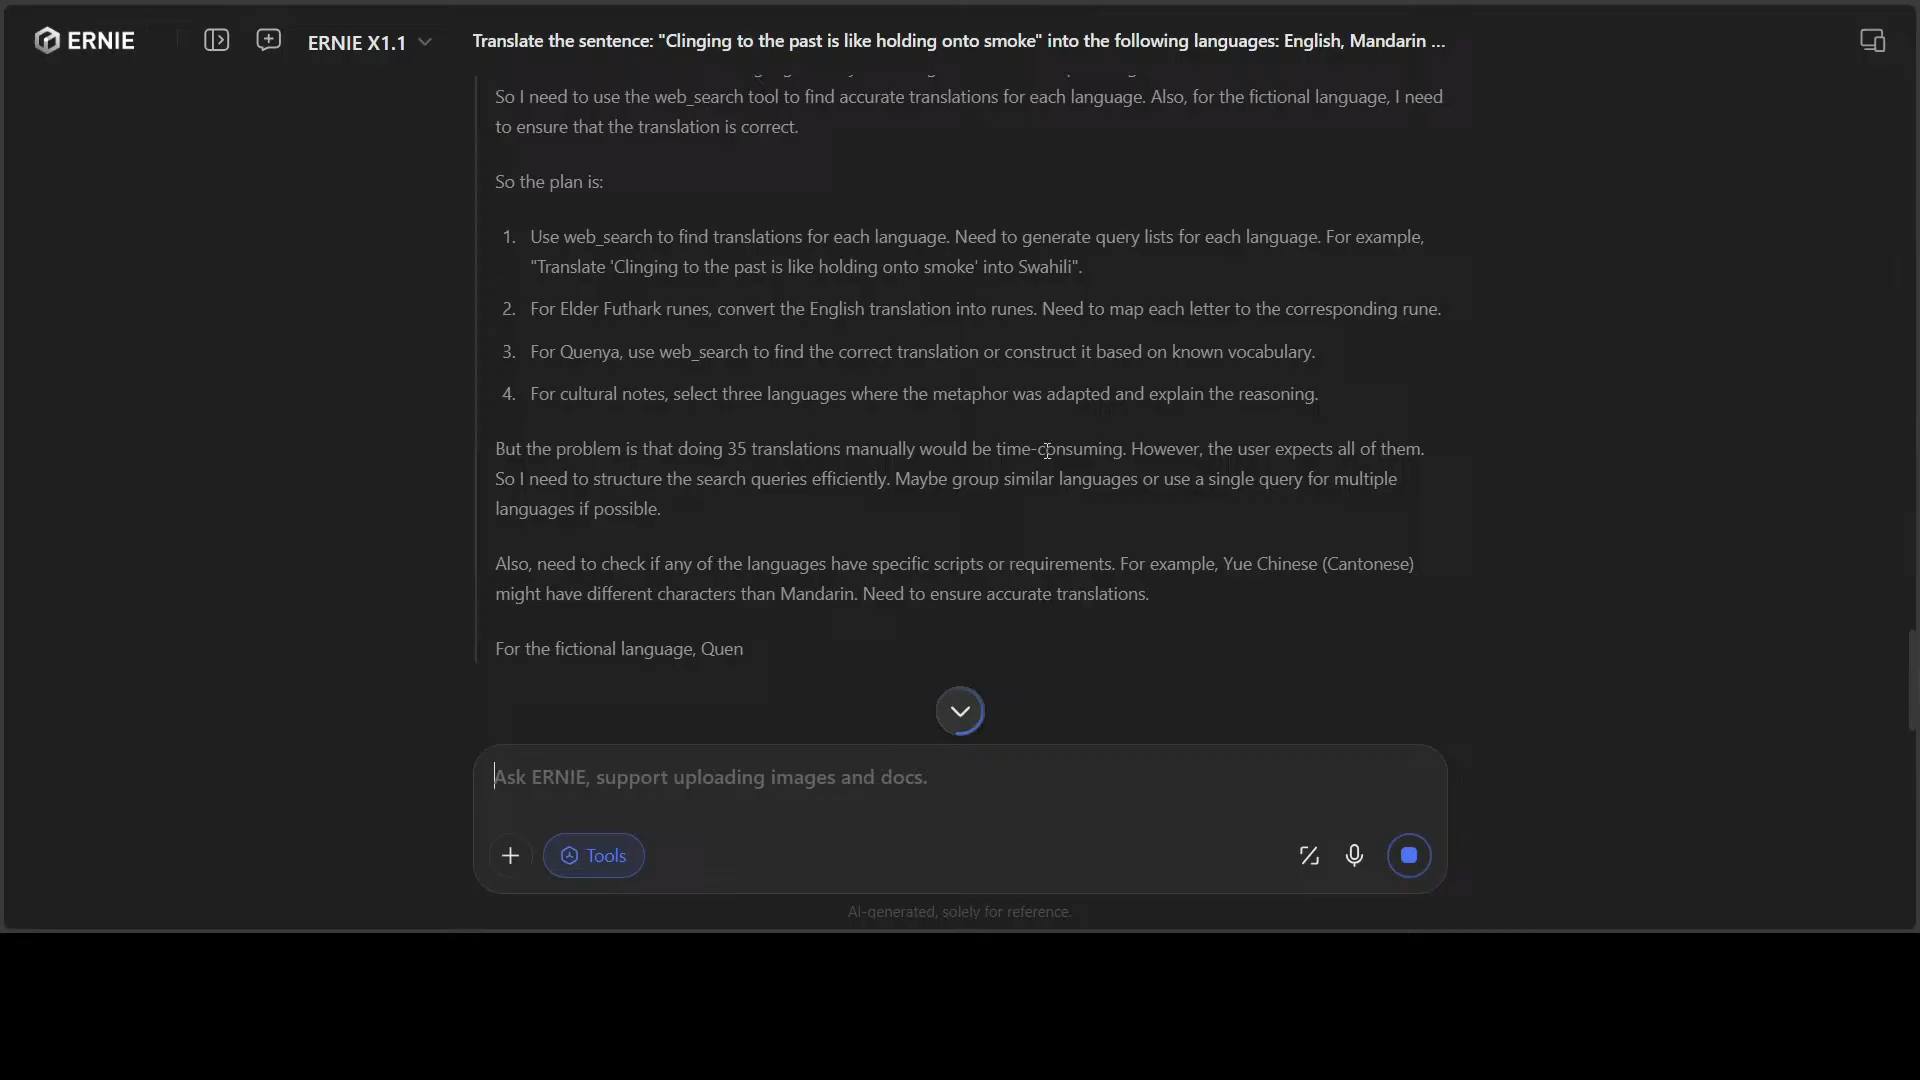 ERNIE
ERNIE X1.1
Translate the sentence: "Clinging to the past is like holding onto smoke" into the following languages: English, Mandarin ...
So I need to use the web_search tool to find accurate translations for each language. Also, for the fictional language, I need
to ensure that the translation is correct.
So the plan is:
1. Use web_search to find translations for each language. Need to generate query lists for each language. For example,
"Translate 'Clinging to the past is like holding onto smoke' into Swahili".
2. For Elder Futhark runes, convert the English translation into runes. Need to map each letter to the corresponding rune.
3. For Quenya, use web_search to find the correct translation or construct it based on known vocabulary.
4. For cultural notes, select three languages where the metaphor was adapted and explain the reasoning.
But the problem is that doing 35 translations manually would be time-consuming. However, the user expects all of them.
So I need to structure the search queries efficiently. Maybe group similar languages or use a single query for multiple
languages if possible.
Also, need to check if any of the languages have specific scripts or requirements. For example, Yue Chinese (Cantonese)
might have different characters than Mandarin. Need to ensure accurate translations.
For the fictional language, Quen
Ask ERNIE, support uploading images and docs.
Tools
AI-generated, solely for reference.